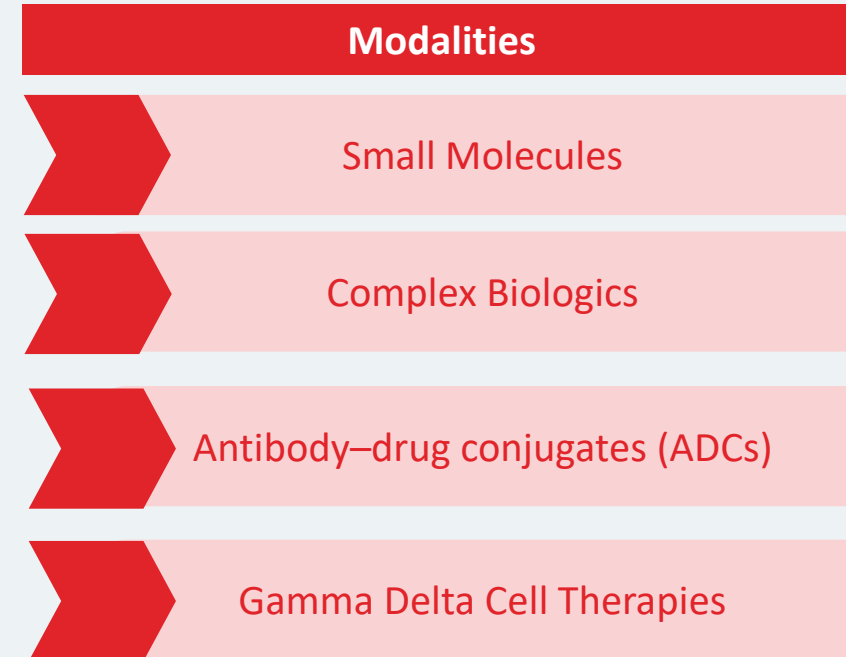 Modalities
Small Molecules
Complex Biologics
Antibody–drug conjugates (ADCs)
Gamma Delta Cell Therapies